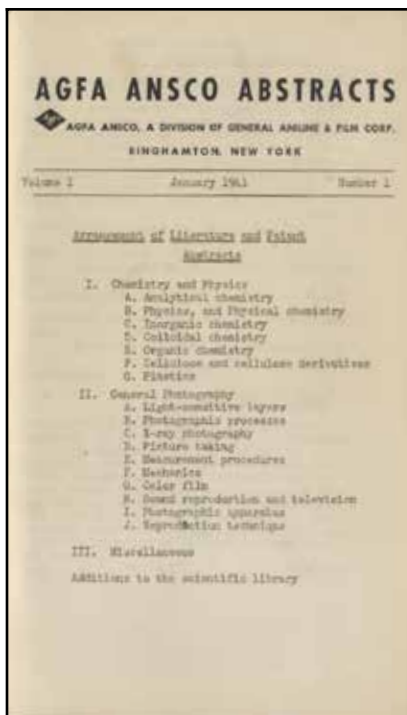 AGFA ANSCO ABSTRACTS
AGFA ANSCO, A DIVISION OF GENERAL ANILINE & FILM CORP.
BINGHAMTON, NEW YORK
Volume I January 1941 Number 1
Arrangement of Literature and Patent
Abstracts
I. Chemistry and Physics
A. Analytical chemistry
B. Physics, and Physical chemistry
C. Inorganic chemistry
D. Colloidal chemistry
E. Organic chemistry
F. Cellulose and cellulose derivatives
G. Plastics
II. General Photography
A. Light-sensitive layers
B. Photographic processes
C. X-ray photography
D. Picture taking
E. Measurement procedures
F. Mechanics
G. Color film
H. Sound reproduction and television
I. Photographic apparatus
J. Reproduction technique
III. Miscellaneous
Additions to the scientific library